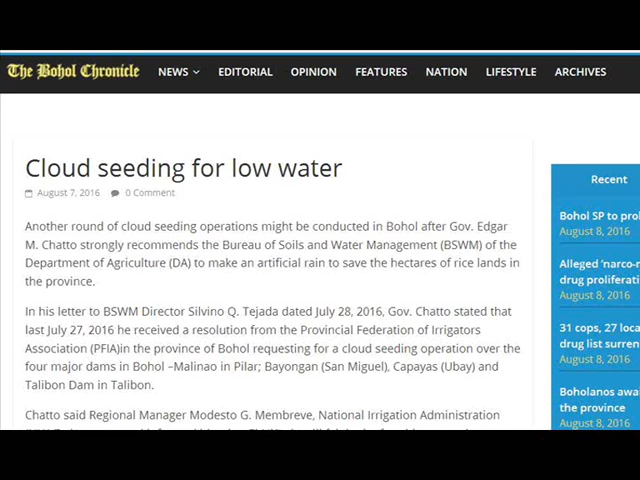 The Bohol Chronicle NEWS EDITORIAL OPINION FEATURES NATION LIFESTYLE ARCHIVES
Cloud seeding for low water
August 7, 2016 0 Comment
Another round of cloud seeding operations might be conducted in Bohol after Gov. Edgar
M. Chatto strongly recommends the Bureau of Soils and Water Management (BSWM) of the
Department of Agriculture (DA) to make an artificial rain to save the hectares of rice lands in
the province.
In his letter to BSWM Director Silvino Q. Tejada dated July 28, 2016, Gov. Chatto stated that
last July 27, 2016 he received a resolution from the Provincial Federation of Irrigators
Association (PFIA)in the province of Bohol requesting for a cloud seeding operation over the
four major dams in Bohol –Malinao in Pilar; Bayongan (San Miguel), Capayas (Ubay) and
Talibon Dam in Talibon.
Chatto said Regional Manager Modesto G. Membreve, National Irrigation Administration
Recent
Bohol SP to
August 8, 2016
Alleged
drug
August 8, 2016
31 cops, 27
drug list
August 8, 2016
Boholanos
the province
August 8, 2016